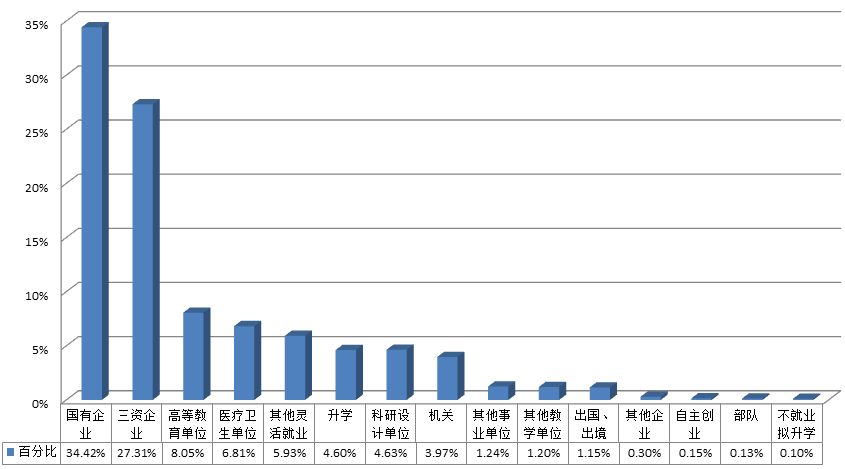 35%
30%
25%
20%
15%
10%
5%
0%
国有企 三资企 高等教 医疗卫 其他灵 升学 科研设 机关 其他事 其他教 出国、 其他企 自主创 部队 不就业
业 业 育单位 生单位 活就业 计单位 业单位 学单位 出境 业 业 拟升学
百分比 34.42% 27.31% 8.05% 6.81% 5.93% 4.60% 4.63% 3.97% 1.24% 1.20% 1.15% 0.30% 0.15% 0.13% 0.10%